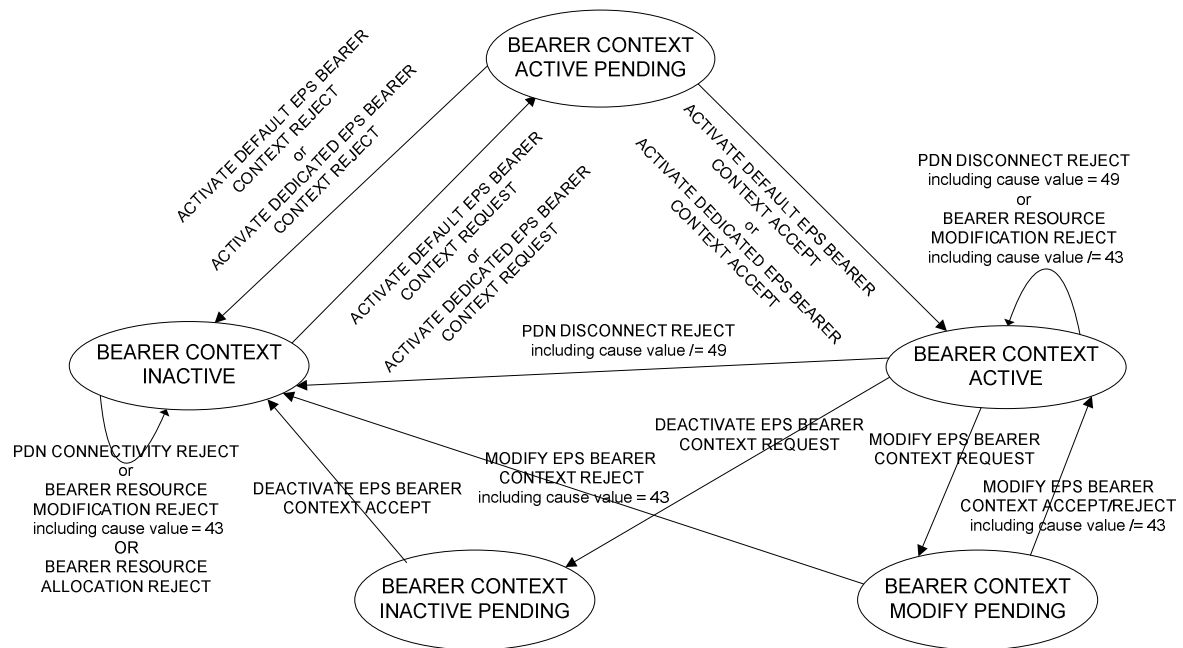 BEARER CONTEXT
ACTIVE PENDING
ACTIVATE DEFAULT EPS BEARER
CONTEXT REJECT
or
ACTIVATE DEDICATED EPS BEARER
CONTEXT REJECT
ACTIVATE DEFAULT EPS BEARER
CONTEXT REQUEST
or
ACTIVATE DEDICATED EPS BEARER
CONTEXT REQUEST
ACTIVATE DEFAULT EPS BEARER
CONTEXT ACCEPT
or
ACTIVATE DEDICATED EPS BEARER
CONTEXT ACCEPT
PDN DISCONNECT REJECT
including cause value = 49
or
BEARER RESOURCE
MODIFICATION REJECT
including cause value /= 43
BEARER CONTEXT
INACTIVE
PDN DISCONNECT REJECT
including cause value /= 49
BEARER CONTEXT
ACTIVE
PDN CONNECTIVITY REJECT
or
BEARER RESOURCE
MODIFICATION REJECT
including cause value = 43
OR
BEARER RESOURCE
ALLOCATION REJECT
DEACTIVATE EPS BEARER
CONTEXT ACCEPT
MODIFY EPS BEARER
CONTEXT REJECT
including cause value = 43
DEACTIVATE EPS BEARER
CONTEXT REQUEST
MODIFY EPS BEARER
CONTEXT REQUEST
MODIFY EPS BEARER
CONTEXT ACCEPT/REJECT
including cause value /= 43
BEARER CONTEXT
INACTIVE PENDING
BEARER CONTEXT
MODIFY PENDING